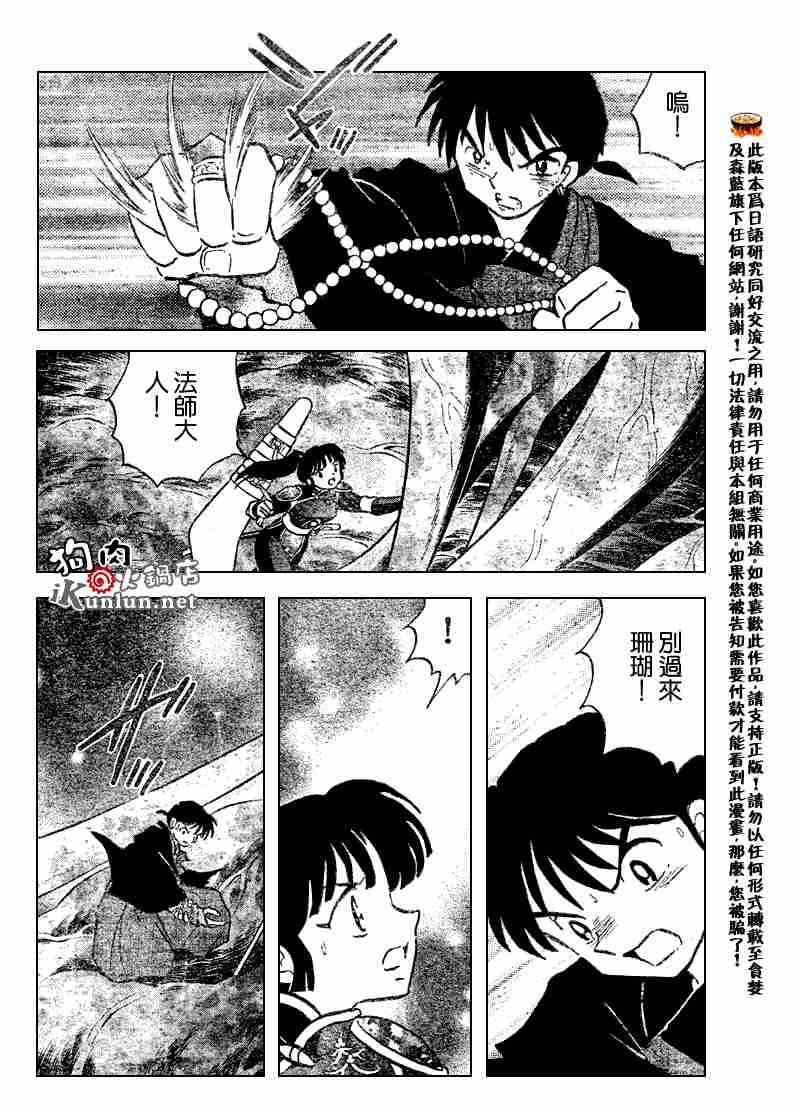 嗚！
法師大
人！
別過來
珊瑚！
！
狗肉
火鍋店
iKunlun.net
此版本爲日語研究同好交流之用，請勿用于任何商業用途。如您喜歡此作品，請支持正版！請勿以任何形式轉載至貪婪
及森藍旗下任何網站，謝謝！一切法律責任與本組無關。如果您被告知需要付款才能看到此漫畫，那麽，您被騙了！